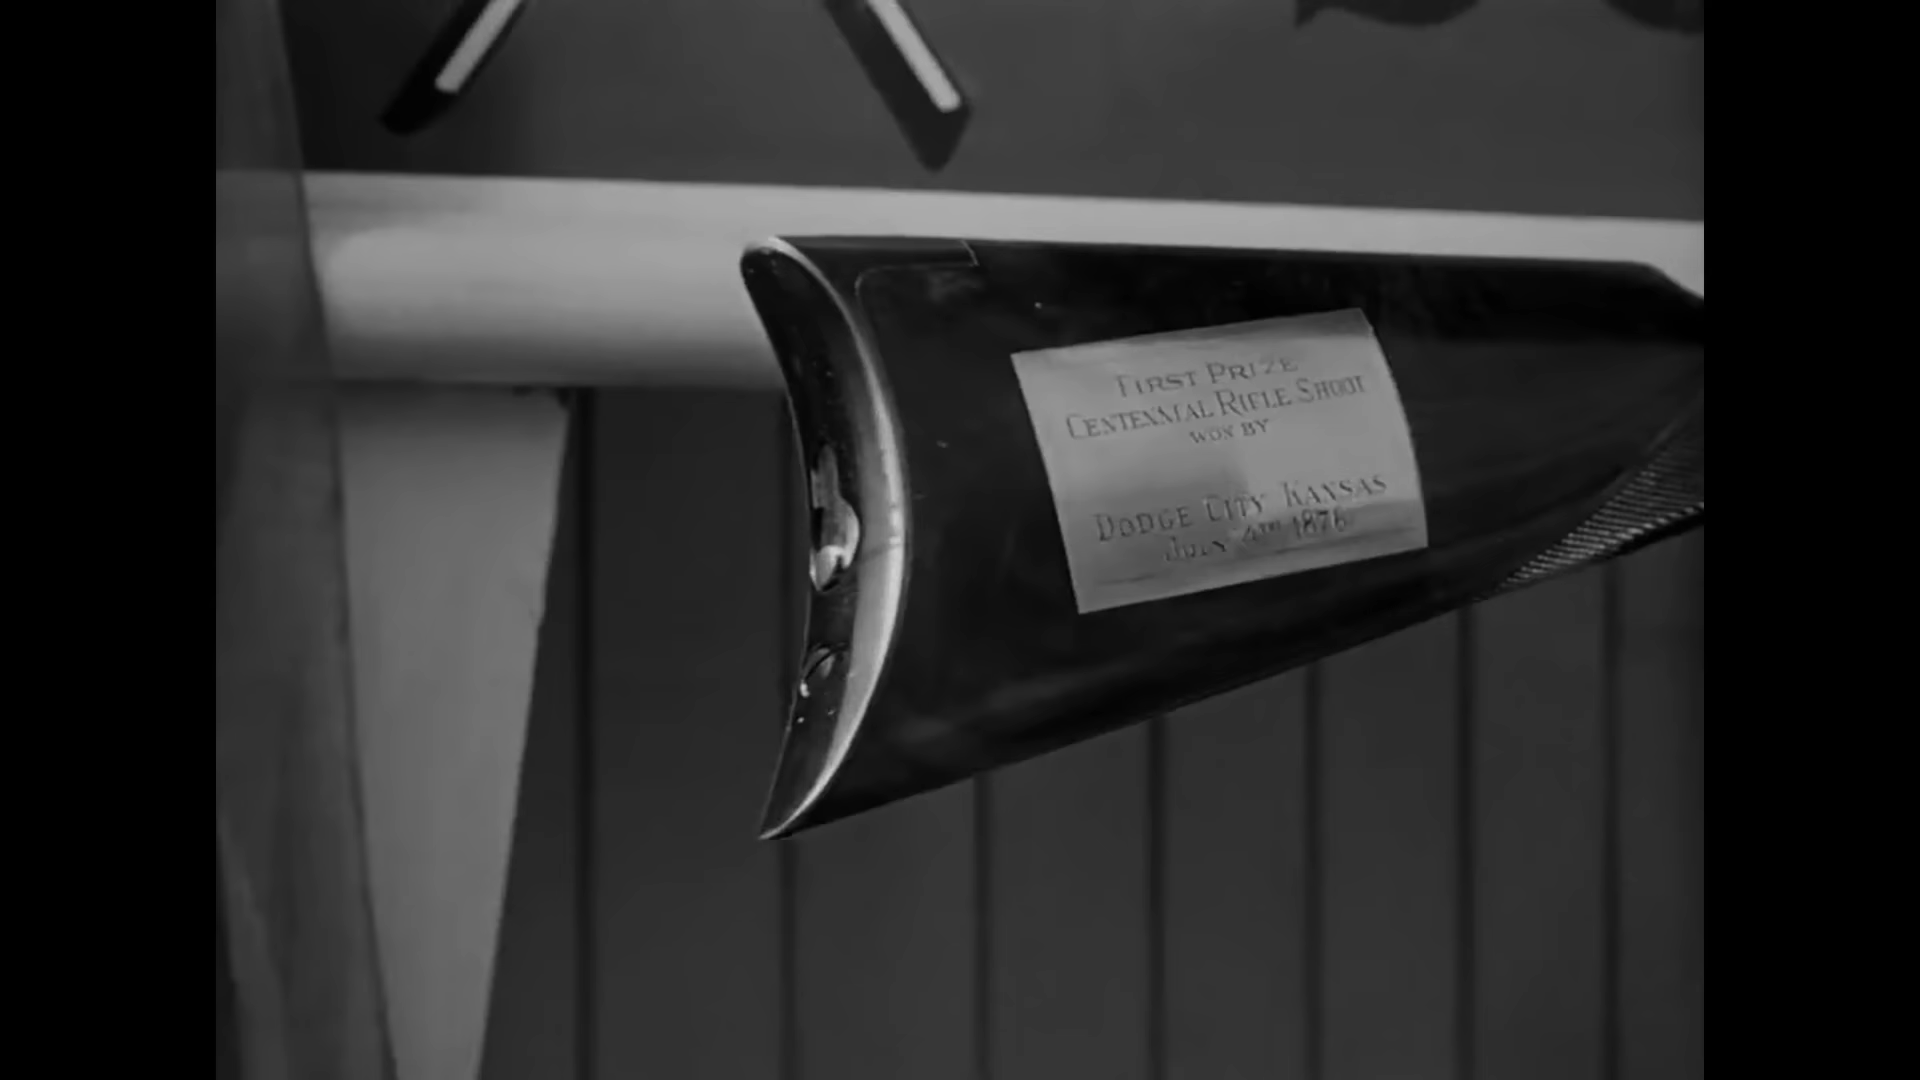 FIRST PRIZE
CENTENNIAL RIFLE SHOOT
WON BY
DODGE CITY KANSAS
JULY 4TH 1876